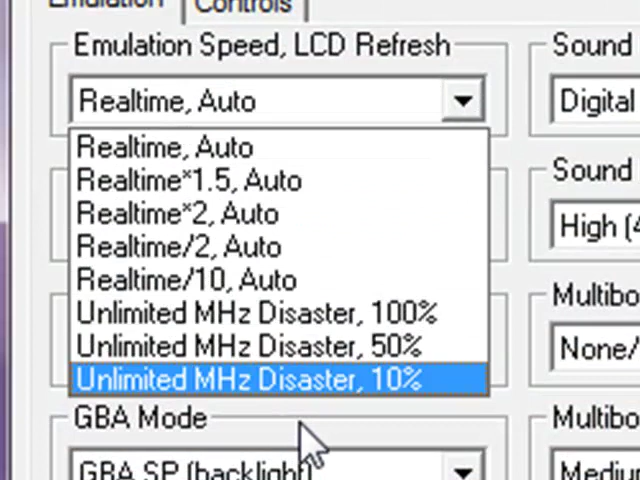 Emulation
Controls
Emulation Speed, LCD Refresh
Sound
Realtime, Auto
Digital
Realtime, Auto
Realtime*1.5, Auto
Realtime*2, Auto
Realtime/2, Auto
Realtime/10, Auto
Unlimited MHz Disaster, 100%
Unlimited MHz Disaster, 50%
Unlimited MHz Disaster, 10%
Sound
High (4
Multibo
None/
GBA Mode
Multibo
GBA SP (backlight)
Medium